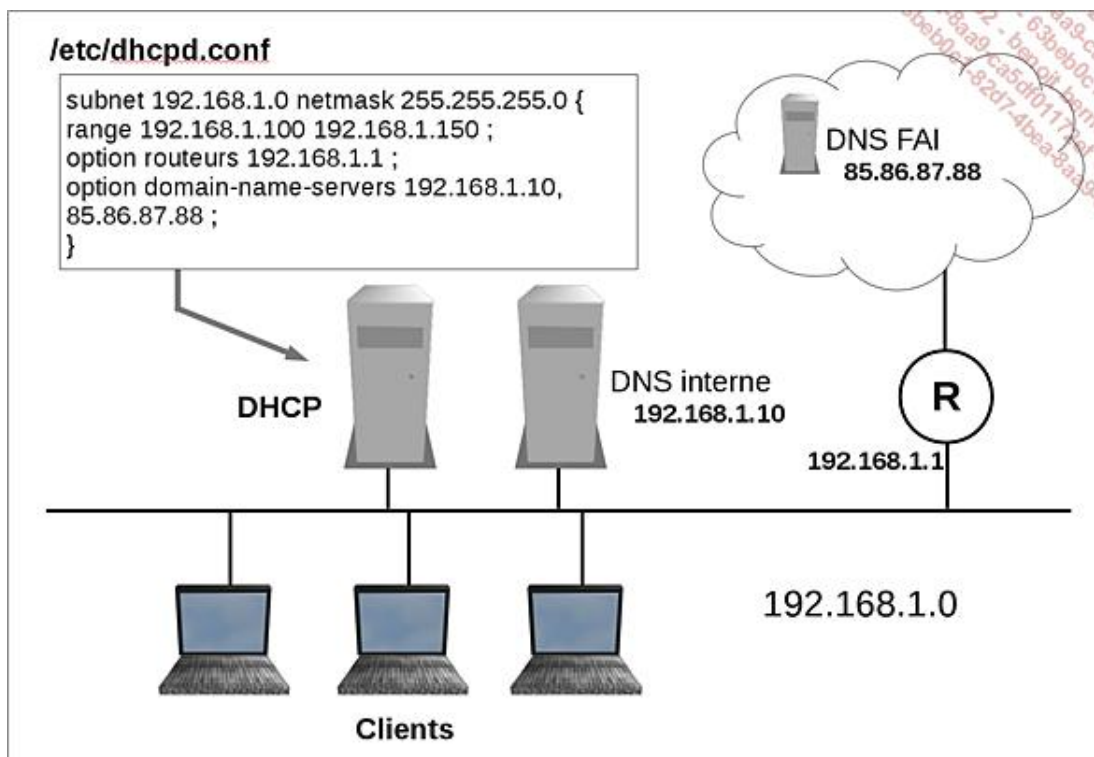 /etc/dhcpd.conf
subnet 192.168.1.0 netmask 255.255.255.0 {
range 192.168.1.100 192.168.1.150 ;
option routeurs 192.168.1.1 ;
option domain-name-servers 192.168.1.10,
85.86.87.88 ;
}
DNS FAI
85.86.87.88
DHCP
DNS interne
192.168.1.10
R
192.168.1.1
192.168.1.0
Clients